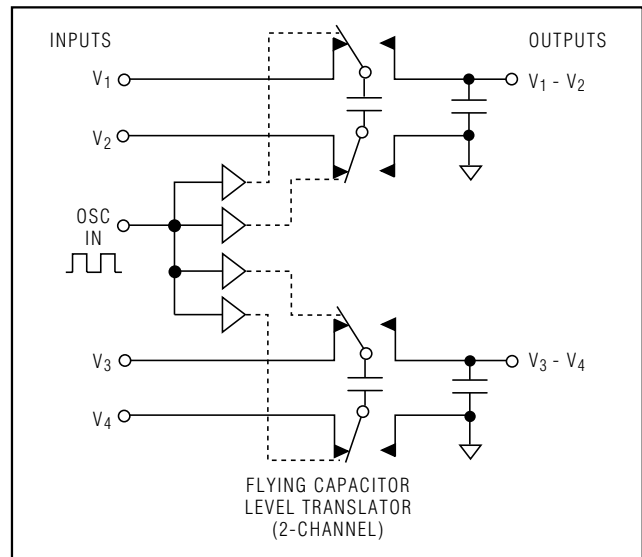 INPUTS
OUTPUTS
V1
V1 - V2
V2
OSC
IN
V3
V3 - V4
V4
FLYING CAPACITOR
LEVEL TRANSLATOR
(2-CHANNEL)